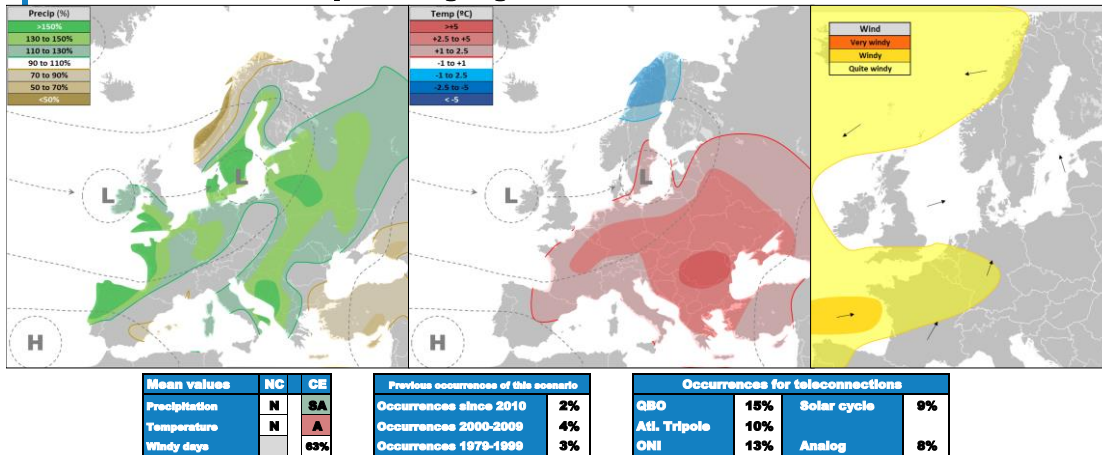 Precip (%)
>150%
130 to 150%
110 to 130%
90 to 110%
70 to 90%
50 to 70%
<50%
L
L
H
Temp (ºC)
>+5
+2.5 to +5
+1 to 2.5
-1 to +1
-1 to 2.5
-2.5 to -5
< -5
L
L
H
Wind
Very windy
Windy
Quite windy
Mean values NC CE
Precipitation N SA
Temperature N A
Windy days 63%
Previous occurrences of this scenario
Occurrences since 2010 2%
Occurrences 2000-2009 4%
Occurrences 1979-1999 3%
Occurrences for teleconnections
QBO 15% Solar cycle 9%
Atl. Tripole 10%
ONI 13% Analog 8%